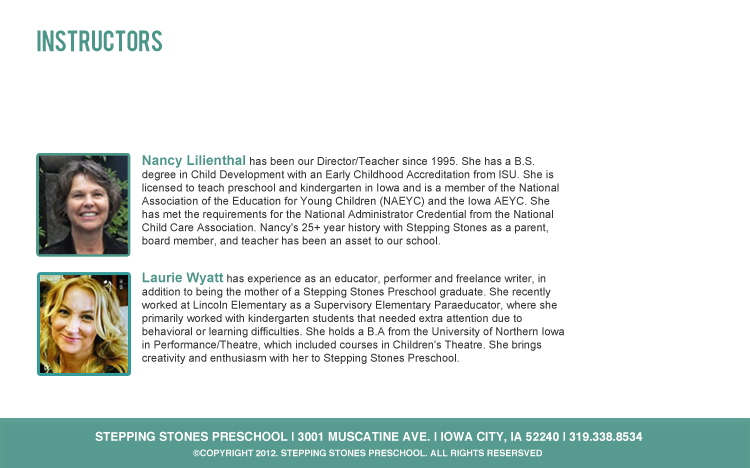 INSTRUCTORS
Nancy Lilienthal has been our Director/Teacher since 1995. She has a B.S.
degree in Child Development with an Early Childhood Accreditation from ISU. She is
licensed to teach preschool and kindergarten in Iowa and is a member of the National
Association of the Education for Young Children (NAEYC) and the Iowa AEYC. She
has met the requirements for the National Administrator Credential from the National
Child Care Association. Nancy's 25+ year history with Stepping Stones as a parent,
board member, and teacher has been an asset to our school.
Laurie Wyatt has experience as an educator, performer and freelance writer, in
addition to being the mother of a Stepping Stones Preschool graduate. She recently
worked at Lincoln Elementary as a Supervisory Elementary Paraeducator, where she
primarily worked with kindergarten students that needed extra attention due to
behavioral or learning difficulties. She holds a B.A from the University of Northern Iowa
in Performance/Theatre, which included courses in Children's Theatre. She brings
creativity and enthusiasm with her to Stepping Stones Preschool.
STEPPING STONES PRESCHOOL | 3001 MUSCATINE AVE. | IOWA CITY, IA 52240 | 319.338.8534
©COPYRIGHT 2012. STEPPING STONES PRESCHOOL. ALL RIGHTS RESERSVED